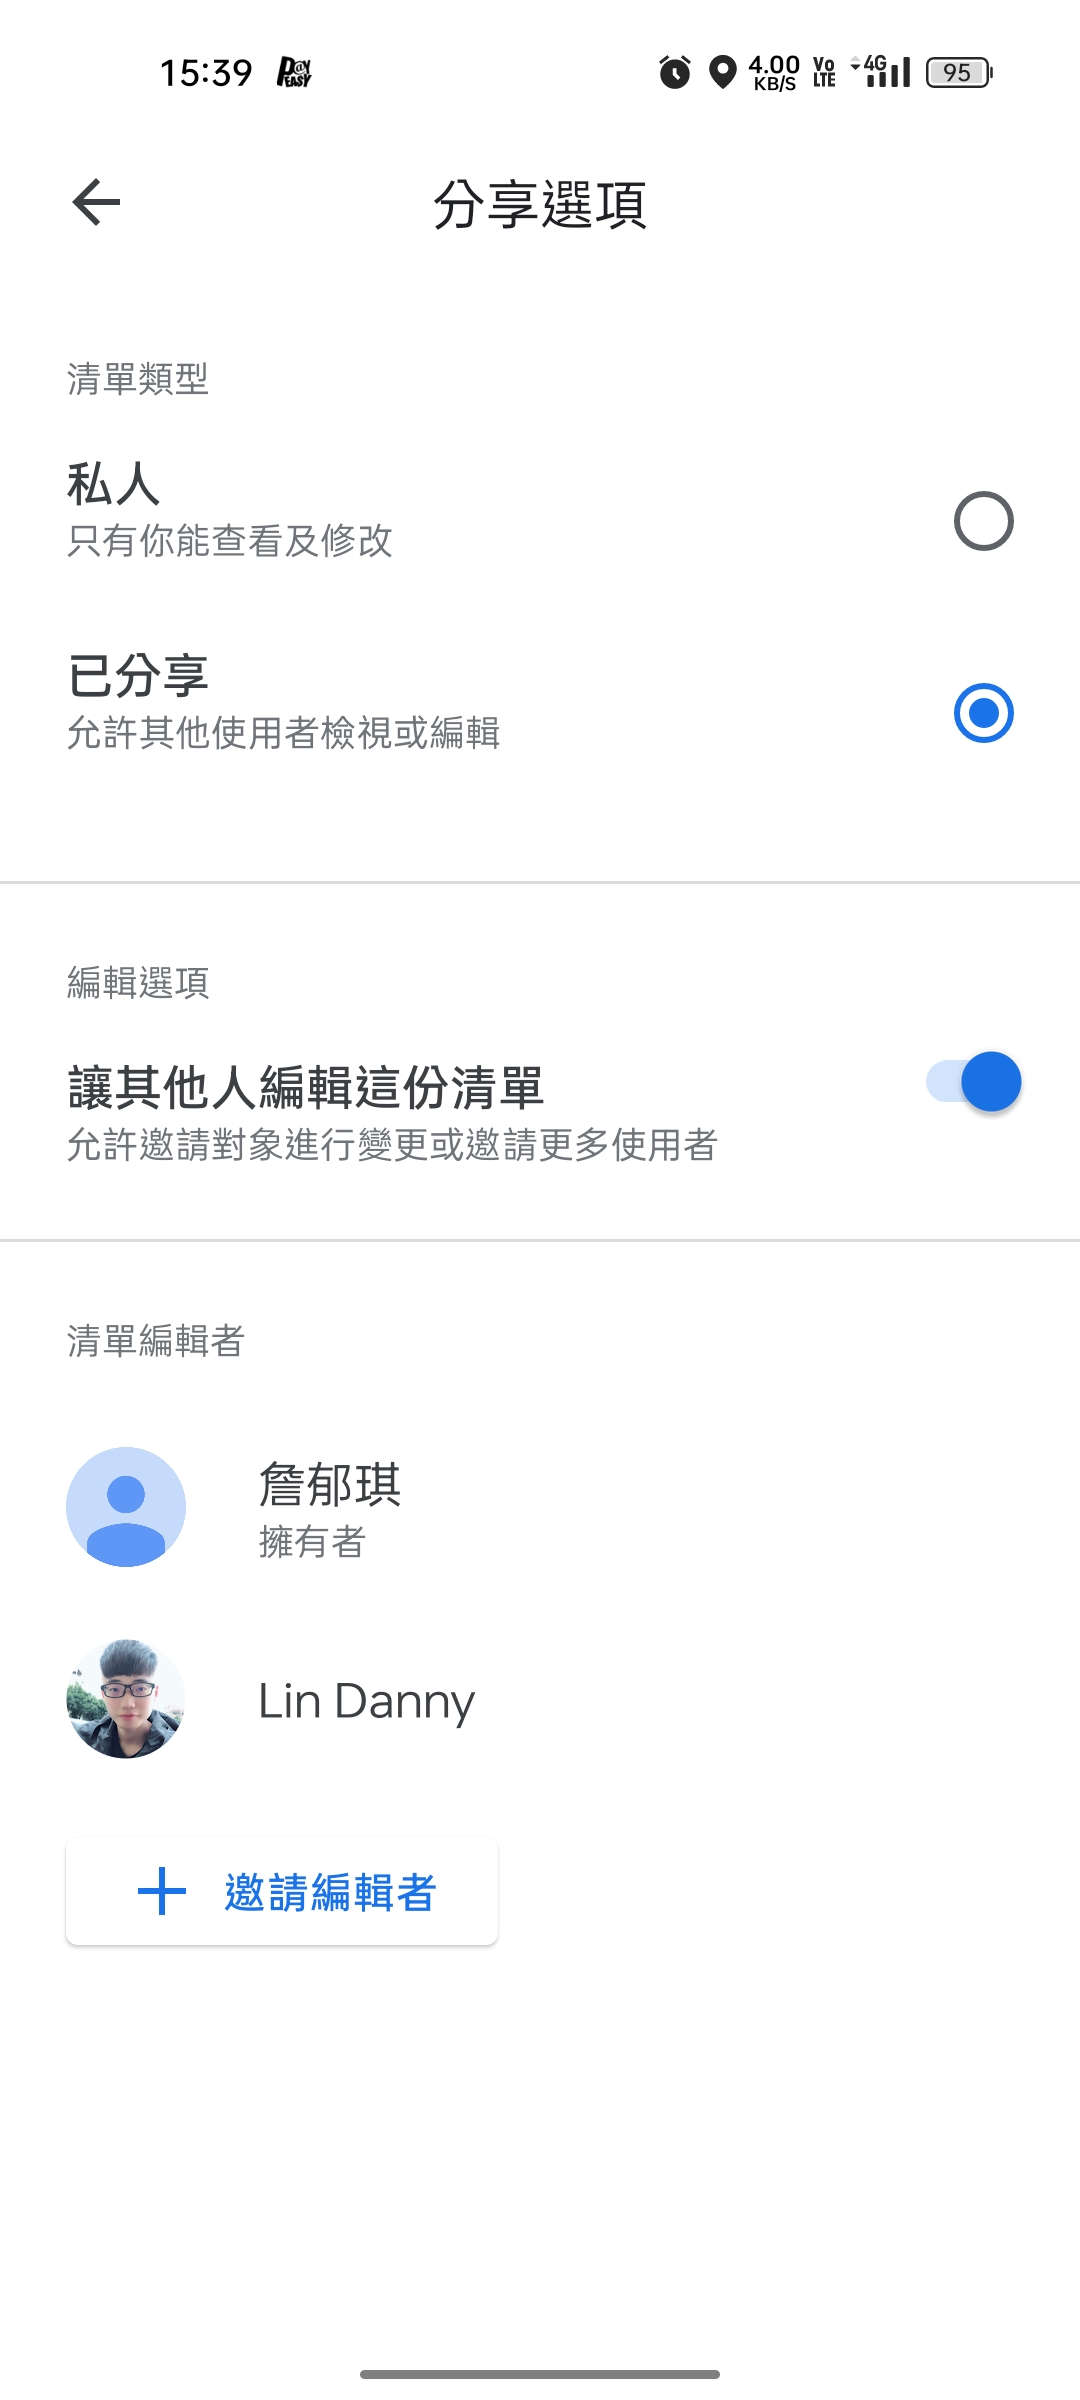 15:39 P@Y EASY 4.00 KB/S Vo LTE 4G 95
分享選項
清單類型
私人
只有你能查看及修改
已分享
允許其他使用者檢視或編輯
編輯選項
讓其他人編輯這份清單
允許邀請對象進行變更或邀請更多使用者
清單編輯者
詹郁琪
擁有者
Lin Danny
邀請編輯者